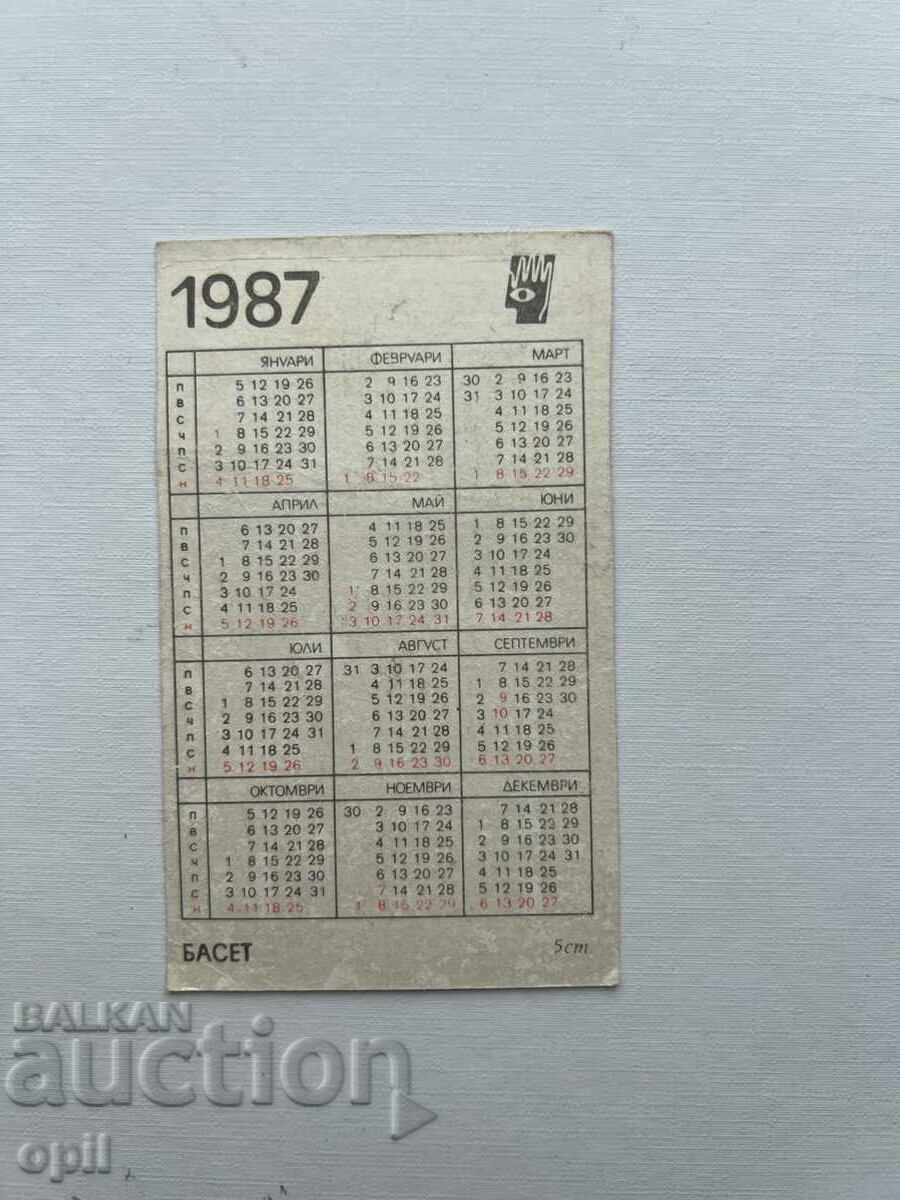 1987
ЯНУАРИ ФЕВРУАРИ МАРТ
П 5 12 19 26 2 9 16 23 30 2 9 16 23
В 6 13 20 27 3 10 17 24 31 3 10 17 24
С 7 14 21 28 4 11 18 25 4 11 18 25
Ч 1 8 15 22 29 5 12 19 26 5 12 19 26
П 2 9 16 23 30 6 13 20 27 6 13 20 27
С 3 10 17 24 31 7 14 21 28 7 14 21 28
Н 4 11 18 25 1 8 15 22 1 8 15 22 29
АПРИЛ МАЙ ЮНИ
П 6 13 20 27 4 11 18 25 1 8 15 22 29
В 7 14 21 28 5 12 19 26 2 9 16 23 30
С 1 8 15 22 29 6 13 20 27 3 10 17 24
Ч 2 9 16 23 30 7 14 21 28 4 11 18 25
П 3 10 17 24 1 8 15 22 29 5 12 19 26
С 4 11 18 25 2 9 16 23 30 6 13 20 27
Н 5 12 19 26 3 10 17 24 31 7 14 21 28
ЮЛИ АВГУСТ СЕПТЕМВРИ
П 6 13 20 27 31 3 10 17 24 7 14 21 28
В 7 14 21 28 4 11 18 25 1 8 15 22 29
С 1 8 15 22 29 5 12 19 26 2 9 16 23 30
Ч 2 9 16 23 30 6 13 20 27 3 10 17 24
П 3 10 17 24 31 7 14 21 28 4 11 18 25
С 4 11 18 25 1 8 15 22 29 5 12 19 26
Н 5 12 19 26 2 9 16 23 30 6 13 20 27
ОКТОМВРИ НОЕМВРИ ДЕКЕМВРИ
П 5 12 19 26 30 2 9 16 23 7 14 21 28
В 6 13 20 27 3 10 17 24 1 8 15 22 29
С 7 14 21 28 4 11 18 25 2 9 16 23 30
Ч 1 8 15 22 29 5 12 19 26 3 10 17 24 31
П 2 9 16 23 30 6 13 20 27 4 11 18 25
С 3 10 17 24 31 7 14 21 28 5 12 19 26
Н 4 11 18 25 1 8 15 22 29 6 13 20 27
БАСЕТ 5 ст
BALKAN
auction
opil